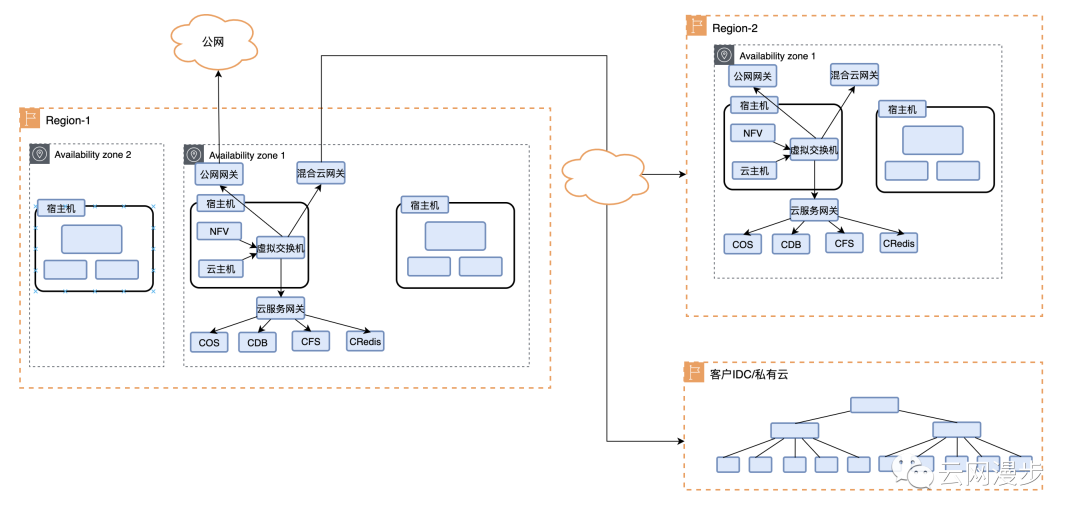 公网
Region-1
Availability zone 2
宿主机
Availability zone 1
公网网关
混合云网关
宿主机
NFV
虚拟交换机
云主机
云服务网关
COS
CDB
CFS
CRedis
宿主机
Region-2
Availability zone 1
公网网关
混合云网关
宿主机
NFV
虚拟交换机
云主机
云服务网关
COS
CDB
CFS
CRedis
宿主机
客户IDC/私有云
云网漫步